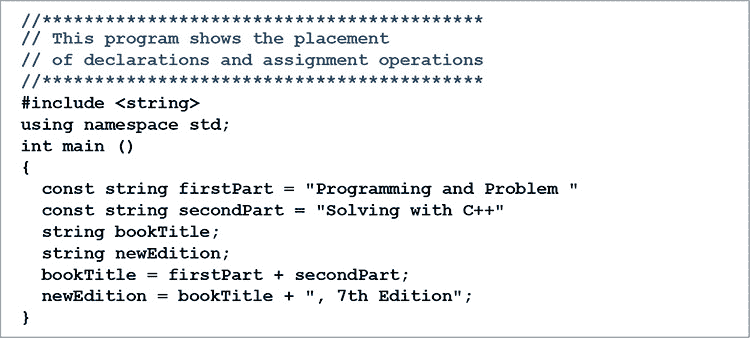 //******************************************
// This program shows the placement
// of declarations and assignment operations
//******************************************
#include <string>
using namespace std;
int main ()
{
  const string firstPart = "Programming and Problem "
  const string secondPart = "Solving with C++"
  string bookTitle;
  string newEdition;
  bookTitle = firstPart + secondPart;
  newEdition = bookTitle + ", 7th Edition";
}